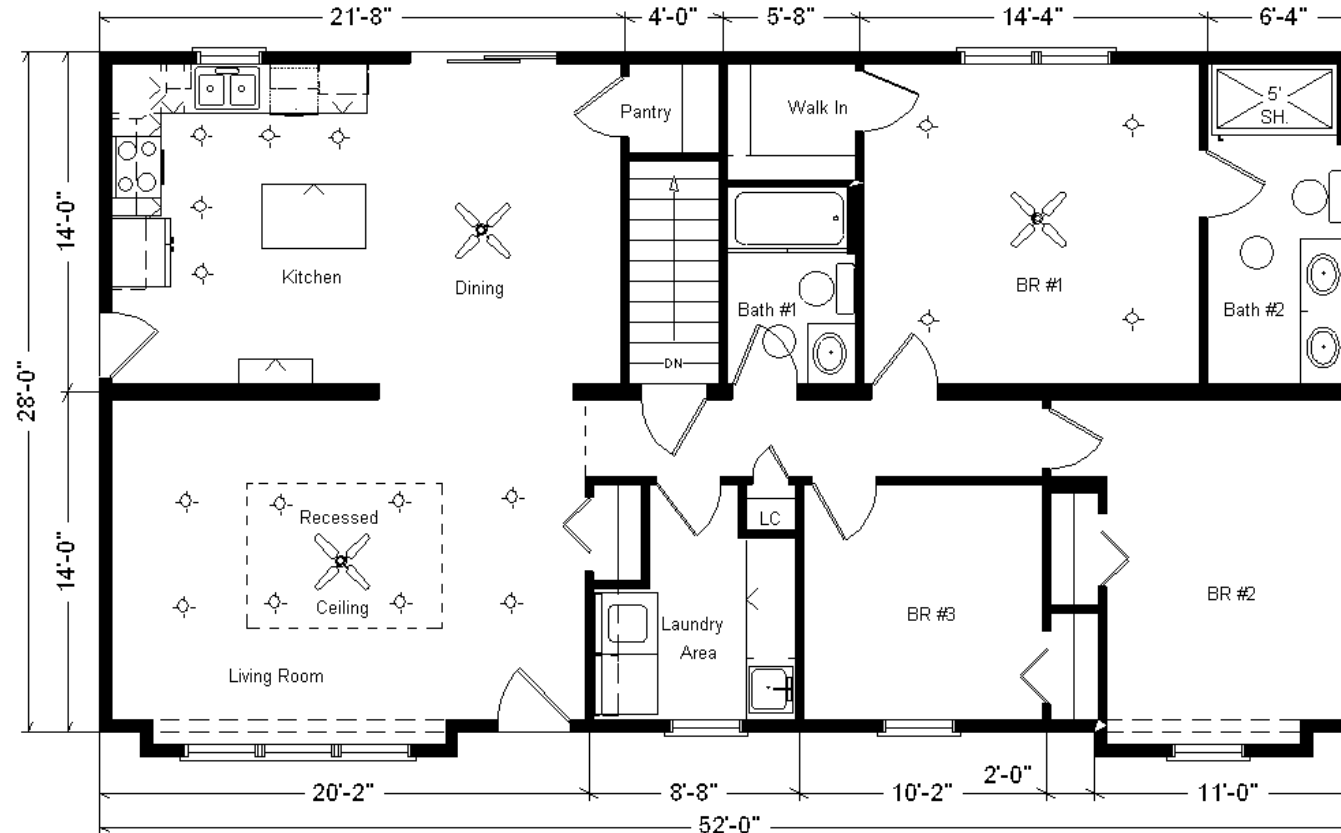 21'-8"
4'-0"
5'-8"
14'-4"
6'-4"
Pantry
Walk In
5'
SH.
14'-0"
28'-0"
Kitchen
Dining
Bath #1
BR #1
Bath #2
DN
14'-0"
Recessed
Ceiling
LC
Laundry
Area
BR #3
BR #2
Living Room
20'-2"
8'-8"
10'-2"
2'-0"
11'-0"
52'-0"